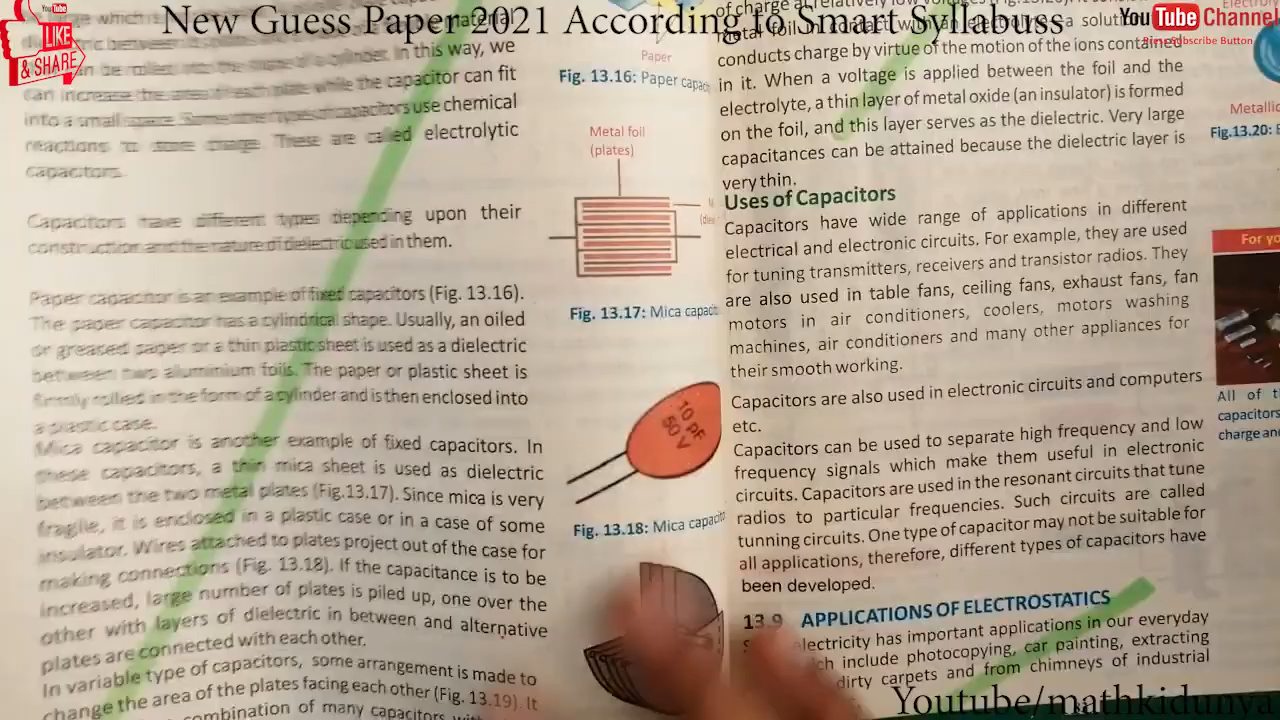 New Guess Paper 2021 According to Smart Syllabuss
You Tube Channel
Subscribe Button
You Tube
LIKE
& SHARE
In this way, we
can increase the area of each plate while the capacitor can fit
into a small space. Some other types of capacitors use chemical
reactions to store charge. These are called electrolytic
capacitors.
Capacitors have different types depending upon their
construction and the nature of dielectric used in them.
Paper capacitor is an example of fixed capacitors (Fig. 13.16).
The paper capacitor has a cylindrical shape. Usually, an oiled
or greased paper or a thin plastic sheet is used as a dielectric
between two aluminium foils. The paper or plastic sheet is
firmly rolled in the form of a cylinder and is then enclosed into
a plastic case.
Mica capacitor is another example of fixed capacitors. In
these capacitors, a thin mica sheet is used as dielectric
between the two metal plates (Fig.13.17). Since mica is very
fragile, it is enclosed in a plastic case or in a case of some
insulator. Wires attached to plates project out of the case for
making connections (Fig. 13.18). If the capacitance is to be
increased, large number of plates is piled up, one over the
other with layers of dielectric in between and alternative
plates are connected with each other.
In variable type of capacitors, some arrangement is made to
change the area of the plates facing each other (Fig. 13.19). It
combination of many capacitors
Paper
Fig. 13.16: Paper
Metal foil
(plates)
Fig. 13.17: Mica
10 pF
50 V
Fig. 13.18: Mica
of charge at relatively low
metal foil
a
conducts charge by virtue of the motion of the ions contained
in it. When a voltage is applied between the foil and the
electrolyte, a thin layer of metal oxide (an insulator) is formed
on the foil, and this layer serves as the dielectric. Very large
capacitances can be attained because the dielectric layer is
very thin.
Uses of Capacitors
Capacitors have wide range of applications in different
electrical and electronic circuits. For example, they are used
for tuning transmitters, receivers and transistor radios. They
are also used in table fans, ceiling fans, exhaust fans, fan
motors in air conditioners, coolers, motors washing
machines, air conditioners and many other appliances for
their smooth working.
Capacitors are also used in electronic circuits and computers
etc.
Capacitors can be used to separate high frequency and low
frequency signals which make them useful in electronic
circuits. Capacitors are used in the resonant circuits that tune
radios to particular frequencies. Such circuits are called
tunning circuits. One type of capacitor may not be suitable for
all applications, therefore, different types of capacitors have
been developed.
13.9 APPLICATIONS OF ELECTROSTATICS
electricity has important applications in our everyday
include photocopying, car painting, extracting
dirty carpets and from chimneys of industrial
Fig.13.20:
For
All of
capacitors
charge
Youtube/mathkidunya